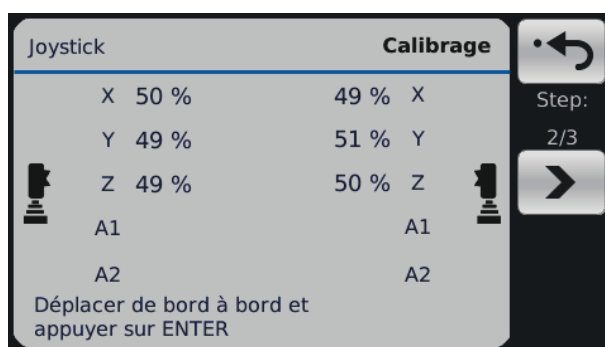 Joystick Calibrage
X 50 % 49 % X
Step:
Y 49 % 51 % Y
2/3
Z 49 % 50 % Z
A1 A1
A2 A2
Déplacer de bord à bord et
appuyer sur ENTER